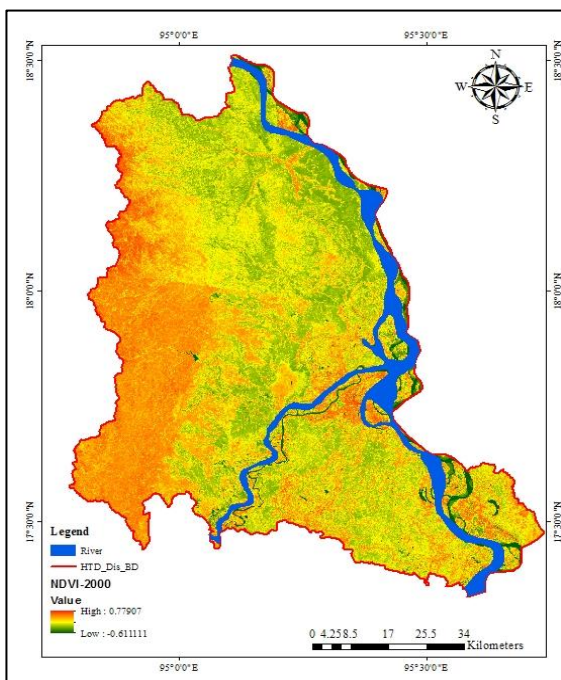 95°0'0"E 95°30'0"E
18°30'0"N 18°30'0"N
N
W E
S
18°0'0"N 18°0'0"N
17°30'0"N 17°30'0"N
Legend
River
HTD_Dis_BD
NDVI-2000
Value
High : 0.77907
Low : -0.611111
0 4.25 8.5 17 25.5 34
Kilometers
95°0'0"E 95°30'0"E